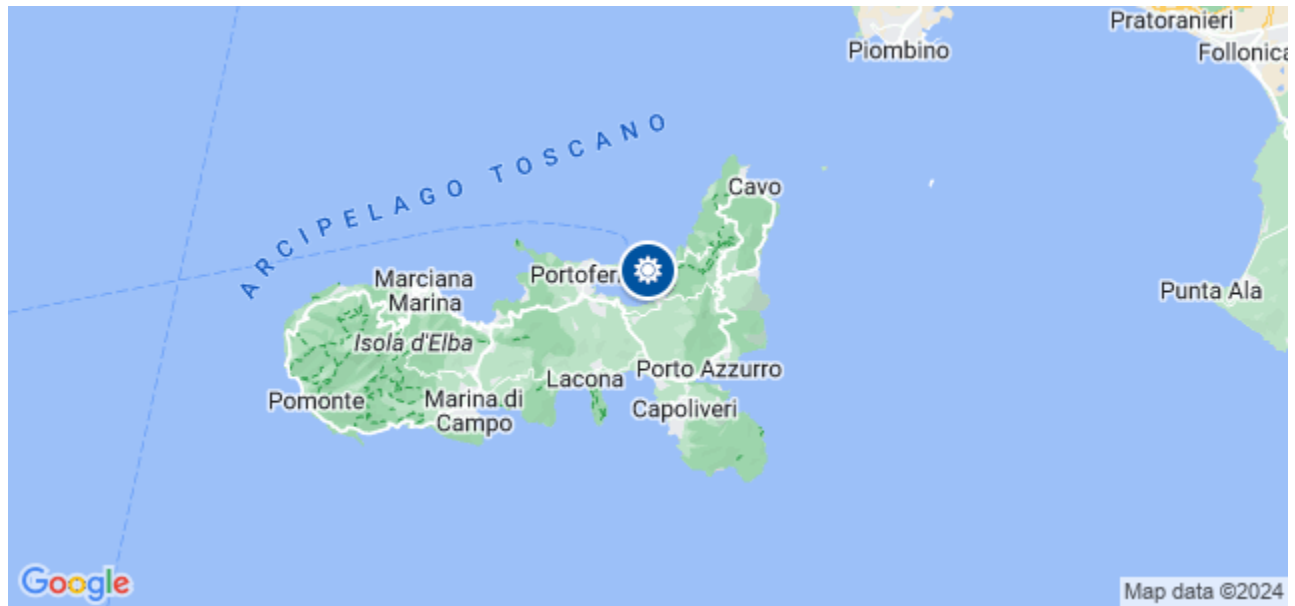 Pratoranieri
Piombino
Follonica
ARCIPELAGO TOSCANO
Cavo
Marciana
Marina
Punta Ala
Isola d'Elba
Porto Azzurro
Lacona
Pomonte
Marina di
Campo
Capoliveri
Google
Map data ©2024